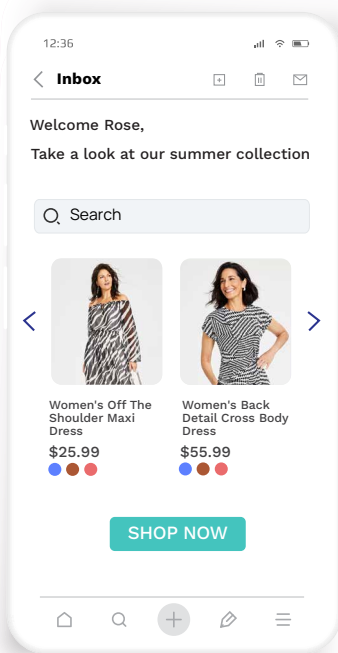 12:36
Inbox
Welcome Rose,
Take a look at our summer collection
Search
Women's Off The
Shoulder Maxi
Dress
$25.99
Women's Back
Detail Cross Body
Dress
$55.99
SHOP NOW